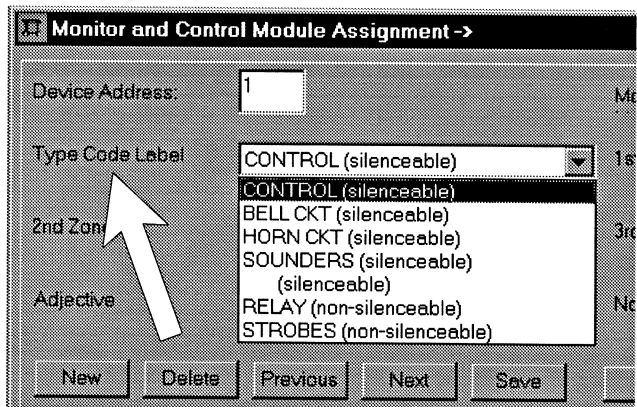 Monitor and Control Module Assignment ->
Device Address:
1
Type Code Label
CONTROL (silenceable)
1st
CONTROL (silenceable)
BELL CKT (silenceable)
2nd Zone
HORN CKT (silenceable)
3rd
SOUNDERS (silenceable)
(silenceable)
Adjective
RELAY (non-silenceable)
STROBES (non-silenceable)
New Delete Previous Next Save